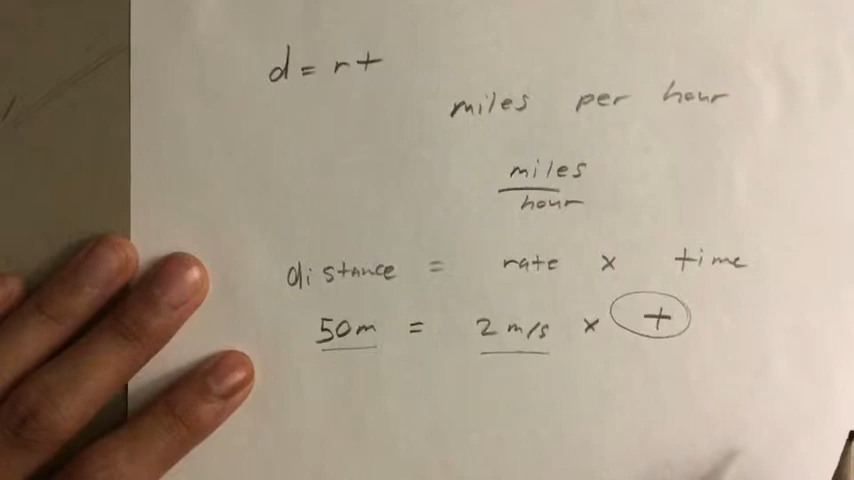 d = rt
miles per hour
miles
hour
distance = rate x time
50m = 2 m/s x t